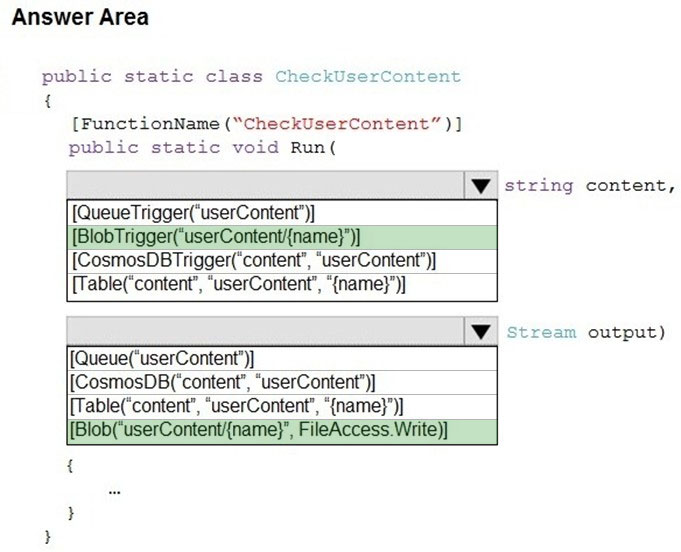 Answer Area
public static class CheckUserContent
{
[FunctionName(“CheckUserContent”)]
public static void Run(
string content,
[QueueTrigger(“userContent”)]
[BlobTrigger(“userContent/{name}”)]
[CosmosDBTrigger(“content”, “userContent”)]
[Table(“content”, “userContent”, “{name}”)]
Stream output)
[Queue(“userContent”)]
[CosmosDB(“content”, “userContent”)]
[Table(“content”, “userContent”, “{name}”)]
[Blob(“userContent/{name}”, FileAccess.Write)]
{
...
}
}